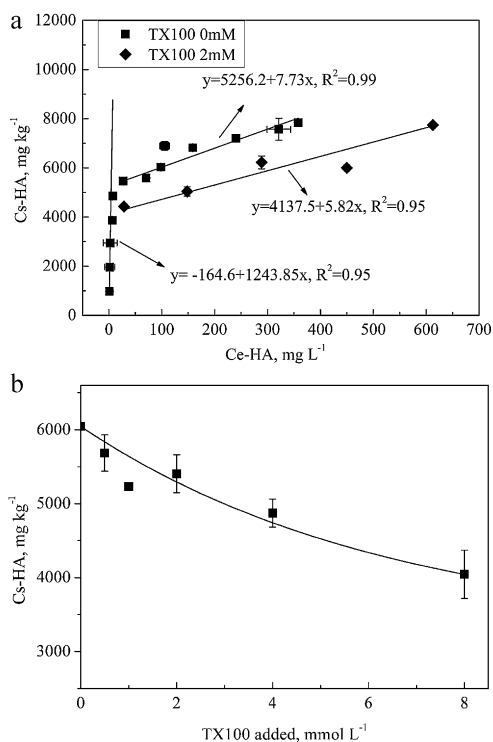 a
TX100 0mM
TX100 2mM
y=5256.2+7.73x, R²=0.99
y=4137.5+5.82x, R²=0.95
y= -164.6+1243.85x, R²=0.95
12000
10000
8000
6000
4000
2000
0
Cs-HA, mg kg⁻¹
0 100 200 300 400 500 600 700
Ce-HA, mg L⁻¹
b
6000
5000
4000
3000
Cs-HA, mg kg⁻¹
0 2 4 6 8
TX100 added, mmol L⁻¹